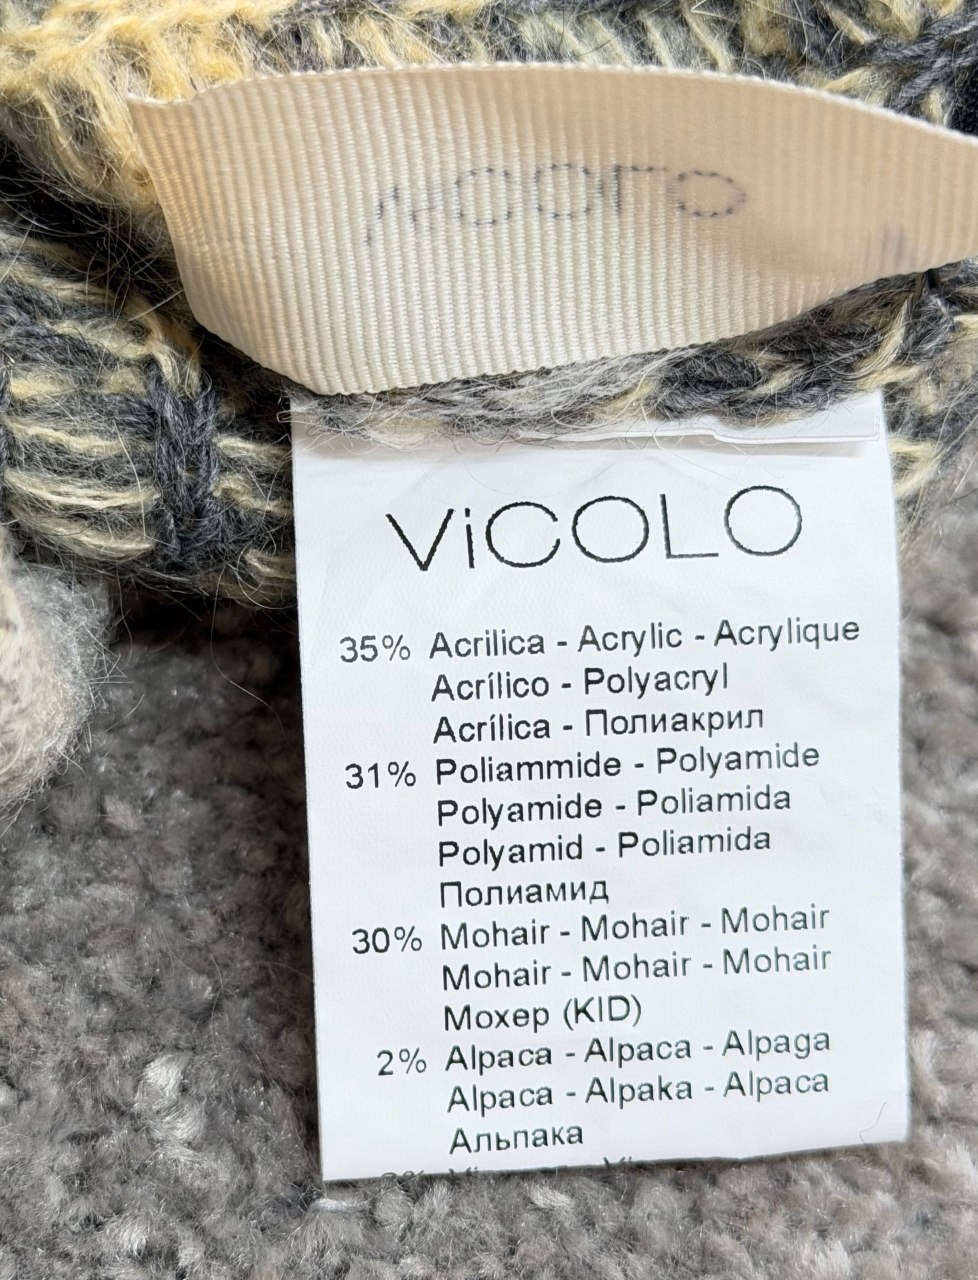 ViCOLO
35% Acrilica - Acrylic - Acrylique
Acrílico - Polyacryl
Acrílica - Полиакрил
31% Poliammide - Polyamide
Polyamide - Poliamida
Polyamid - Poliamida
Полиамид
30% Mohair - Mohair - Mohair
Mohair - Mohair - Mohair
Мохер (KID)
2% Alpaca - Alpaca - Alpaga
Alpaca - Alpaka - Alpaca
Альпака